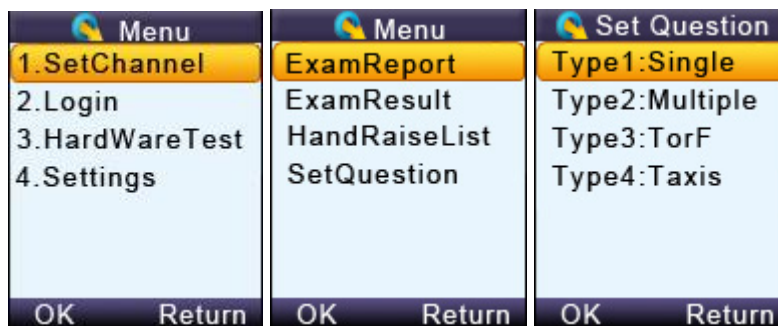 Menu
1.SetChannel
2.Login
3.HardWareTest
4.Settings
OK Return
Menu
ExamReport
ExamResult
HandRaiseList
SetQuestion
OK Return
Set Question
Type1:Single
Type2:Multiple
Type3:TorF
Type4:Taxis
OK Return